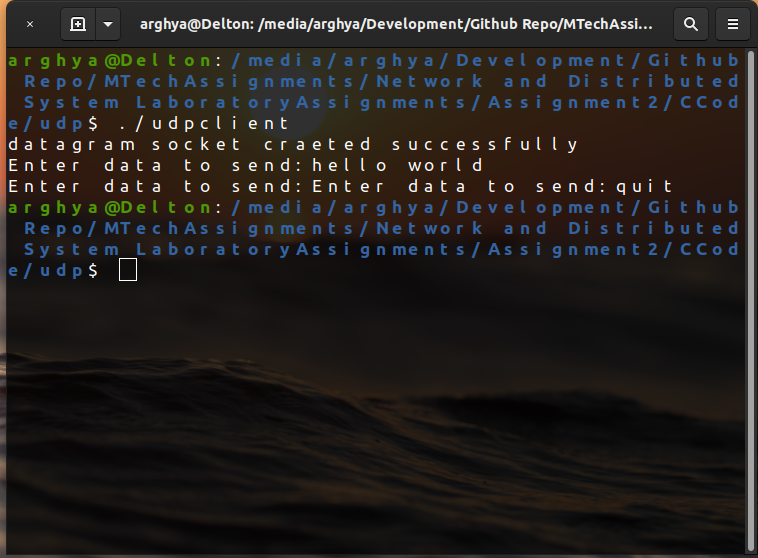 arghya@Delton: /media/arghya/Development/Github Repo/MTechAssi...
arghya@Delton:/media/arghya/Development/Github
Repo/MTechAssignments/Network and Distributed
System LaboratoryAssignments/Assignment2/CCod
e/udp$ ./udpclient
datagram socket craeted successfully
Enter data to send:hello world
Enter data to send:Enter data to send:quit
arghya@Delton:/media/arghya/Development/Github
Repo/MTechAssignments/Network and Distributed
System LaboratoryAssignments/Assignment2/CCod
e/udp$